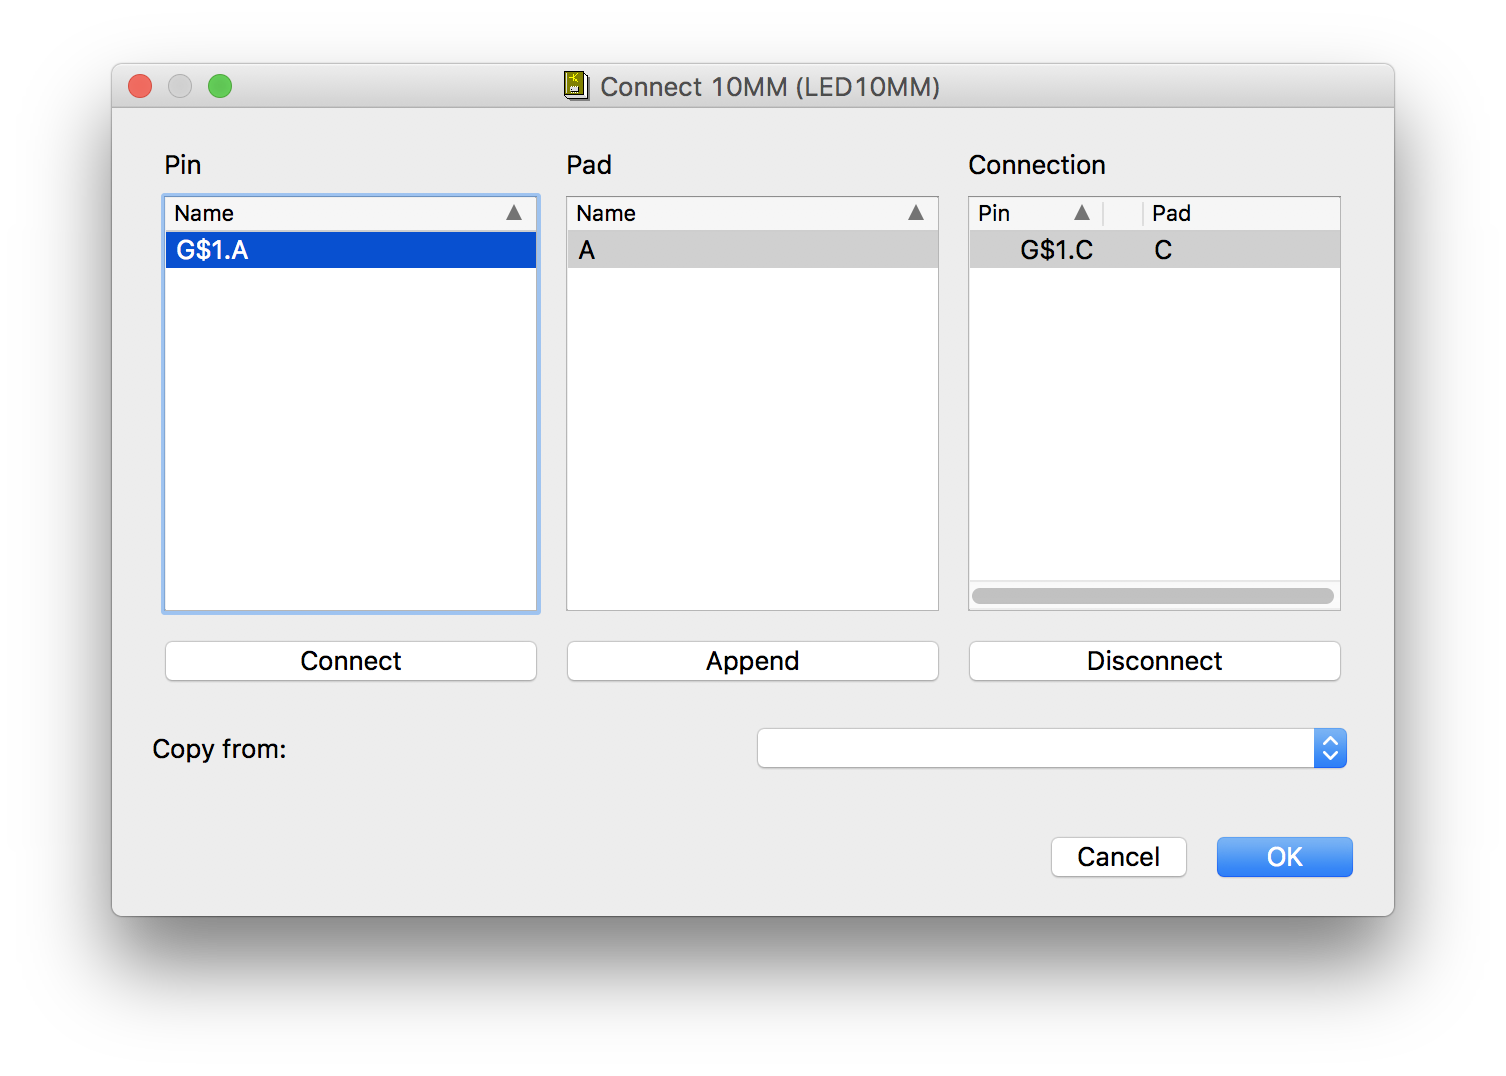 Connect 10MM (LED10MM)
Pin Pad Connection
Name Name Pin Pad
G$1.A A G$1.C C
Connect Append Disconnect
Copy from:
Cancel OK